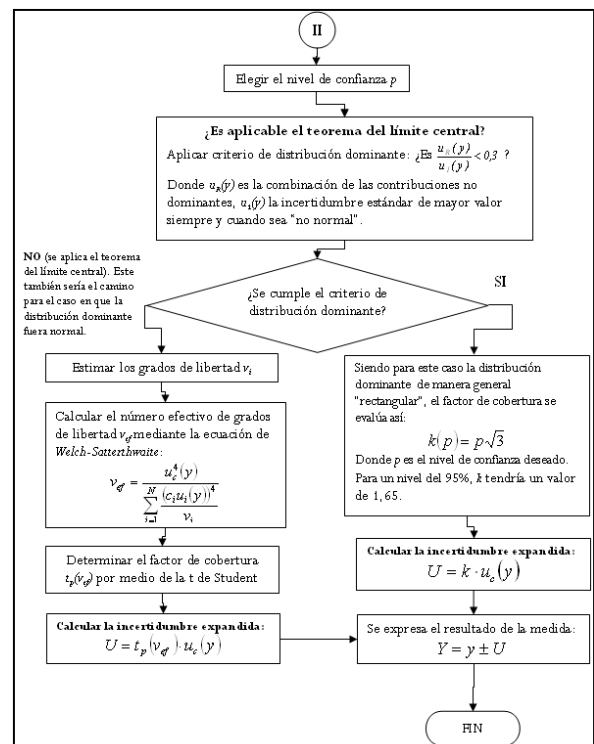 II
Elegir el nivel de confianza p
¿Es aplicable el teorema del límite central?
Aplicar criterio de distribución dominante: ¿Es u_R(y)/u_1(y) < 0,3 ?
Donde u_R(y) es la combinación de las contribuciones no
dominantes, u_1(y) la incertidumbre estándar de mayor valor
siempre y cuando sea "no normal".
NO (se aplica el teorema
del límite central). Este
también sería el camino
para el caso en que la
distribución dominante
fuera normal.
¿Se cumple el criterio de
distribución dominante?
SI
Estimar los grados de libertad ν_i
Calcular el número efectivo de grados
de libertad ν_ef mediante la ecuación de
Welch-Satterthwaite:
ν_ef = u_c^4(y) / ∑_{i=1}^{N} (c_i u_i(y))^4 / ν_i
Determinar el factor de cobertura
t_p(ν_ef) por medio de la t de Student
Calcular la incertidumbre expandida:
U = t_p(ν_ef) · u_c(y)
Siendo para este caso la distribución
dominante de manera general
"rectangular", el factor de cobertura se
evalúa así:
k(p) = p√3
Donde p es el nivel de confianza deseado.
Para un nivel del 95%, k tendría un valor
de 1,65.
Calcular la incertidumbre expandida:
U = k · u_c(y)
Se expresa el resultado de la medida:
Y = y ± U
FIN